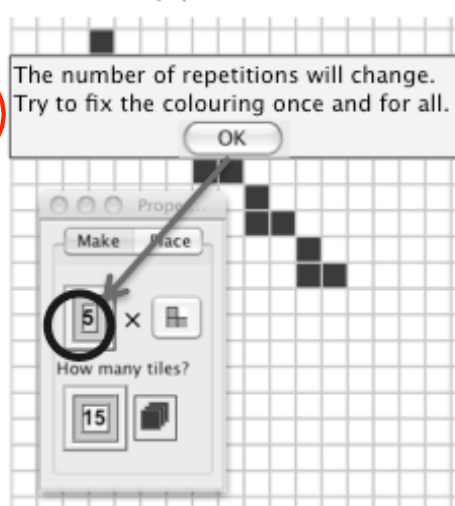 The number of repetitions will change.
Try to fix the colouring once and for all.
OK
Make
5 ×
How many tiles?
15